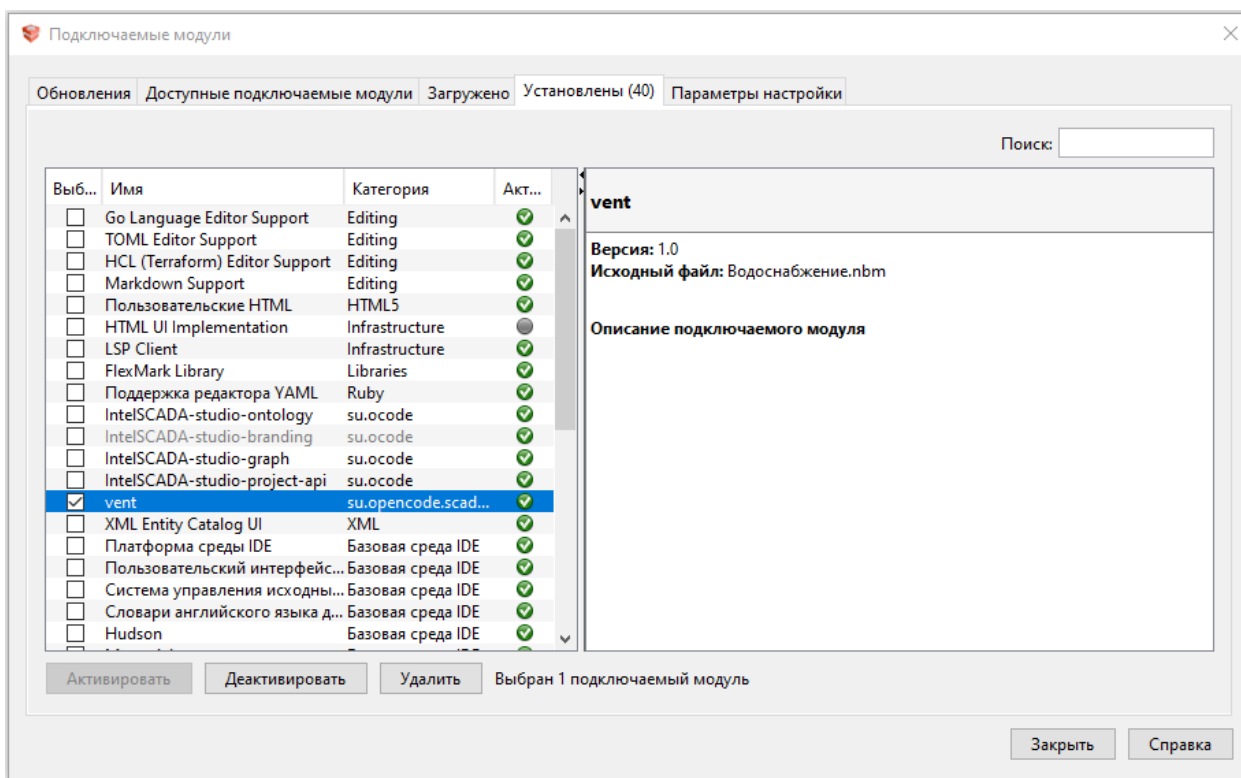 Подключаемые модули
Обновления Доступные подключаемые модули Загружено Установлены (40) Параметры настройки
Поиск:
Выб... Имя Категория Акт...
Go Language Editor Support Editing
TOML Editor Support Editing
HCL (Terraform) Editor Support Editing
Markdown Support Editing
Пользовательские HTML HTML5
HTML UI Implementation Infrastructure
LSP Client Infrastructure
FlexMark Library Libraries
Поддержка редактора YAML Ruby
IntelSCADA-studio-ontology su.ocode
IntelSCADA-studio-branding su.ocode
IntelSCADA-studio-graph su.ocode
IntelSCADA-studio-project-api su.ocode
vent su.opencode.scad...
XML Entity Catalog UI XML
Платформа среды IDE Базовая среда IDE
Пользовательский интерфейс... Базовая среда IDE
Система управления исходны... Базовая среда IDE
Словари английского языка д... Базовая среда IDE
Hudson Базовая среда IDE
vent
Версия: 1.0
Исходный файл: Водоснабжение.nbm
Описание подключаемого модуля
Активировать Деактивировать Удалить Выбран 1 подключаемый модуль
Закрыть Справка